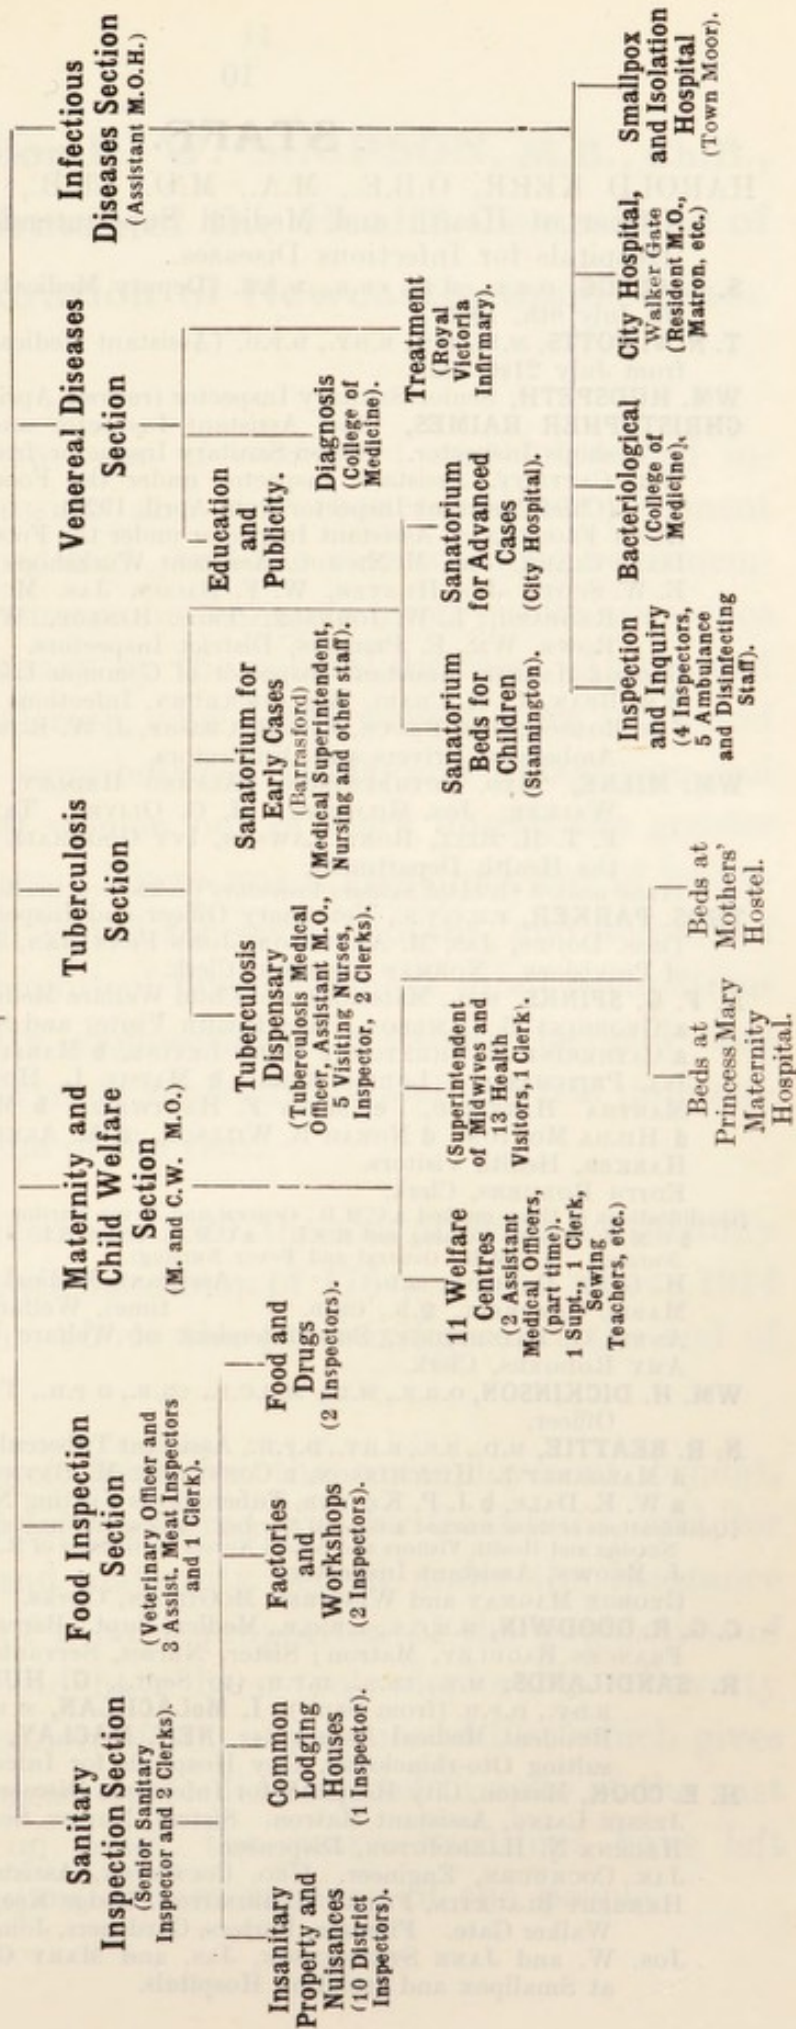 Sanitary
Inspection Section
(Senior Sanitary
Inspector and 2 Clerks).
Insanitary
Property and
Nuisances
(10 District
Inspectors).
Common
Lodging
Houses
(1 Inspector).
Factories
and
Workshops
(2 Inspectors).
Food and
Drugs
(2 Inspectors).
Food Inspection
Section
(Veterinary Officer and
3 Assist. Meat Inspectors
and 1 Clerk).
Maternity and
Child Welfare
Section
(M. and C.W. M.O.)
11 Welfare
Centres
(2 Assistant
Medical Officers,
(part time).
1 Supt., 1 Clerk,
Sewing
Teachers, etc.)
(Superintendent
of Midwives and
13 Health
Visitors, 1 Clerk).
Beds at
Princess Mary
Maternity
Hospital.
Beds at
Mothers'
Hostel.
Tuberculosis
Section
Tuberculosis
Dispensary
(Tuberculosis Medical
Officer, Assistant M.O.,
5 Visiting Nurses,
Inspector, 2 Clerks).
Sanatorium for
Early Cases
(Barrasford)
(Medical Superintendent,
Nursing and other staff).
Sanatorium
Beds for
Children
(Stannington).
Sanatorium
for Advanced
Cases
(City Hospital).
Venereal Diseases
Section
Education
and
Publicity.
Diagnosis
(College of
Medicine).
Treatment
(Royal
Victoria
Infirmary).
Infectious
Diseases Section
(Assistant M.O.H.)
Inspection
and Inquiry
(4 Inspectors,
5 Ambulance
and Disinfecting
Staff).
Bacteriological
(College of
Medicine).
City Hospital,
Walker Gate
(Resident M.O.,
Matron, etc.)
Smallpox
and Isolation
Hospital
(Town Moor).